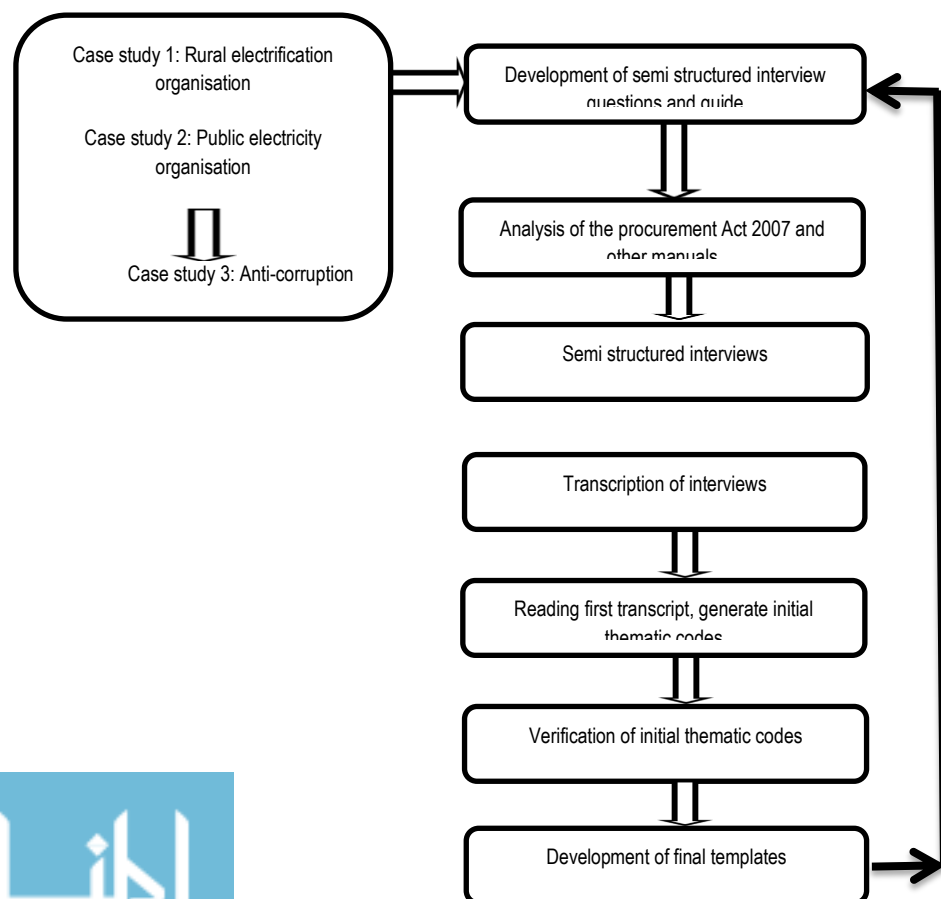 Case study 1: Rural electrification
organisation
Case study 2: Public electricity
organisation
Case study 3: Anti-corruption
Development of semi structured interview
questions and guide
Analysis of the procurement Act 2007 and
other manuals
Semi structured interviews
Transcription of interviews
Reading first transcript, generate initial
thematic codes
Verification of initial thematic codes
Development of final templates